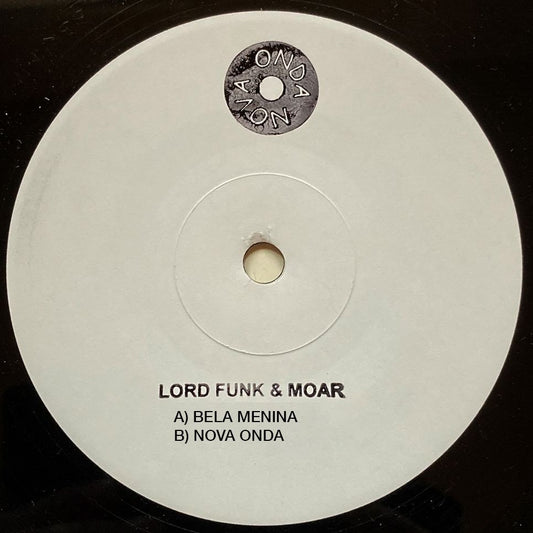 NOVA ONDA
LORD FUNK & MOAR
A) BELA MENINA
B) NOVA ONDA